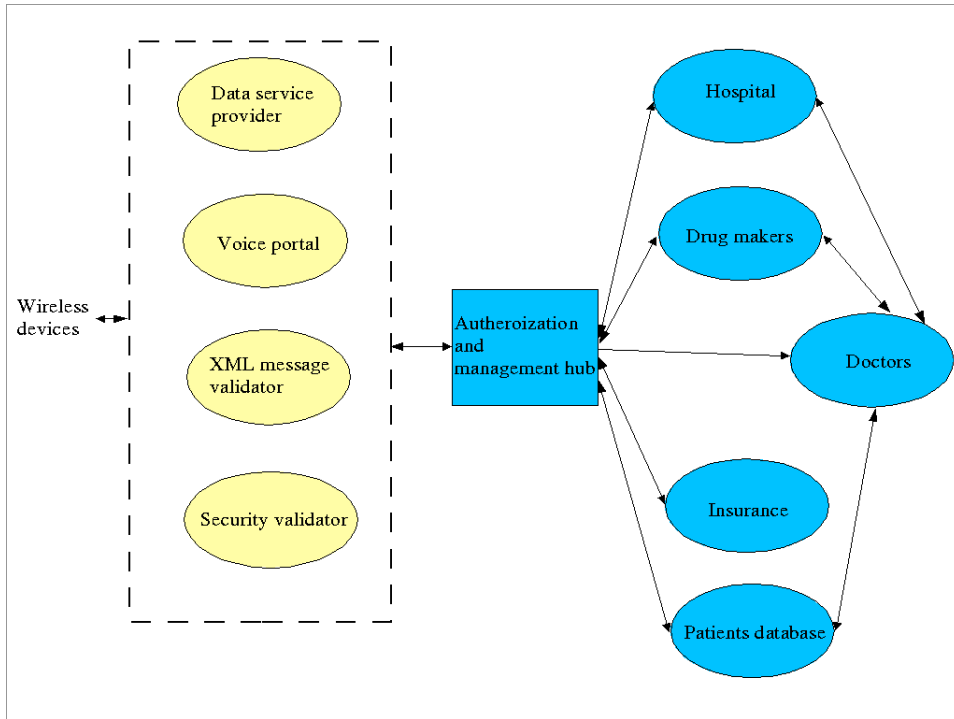 Data service
provider
Voice portal
Wireless
devices
XML message
validator
Security validator
Autheroization
and
management hub
Hospital
Drug makers
Doctors
Insurance
Patients database